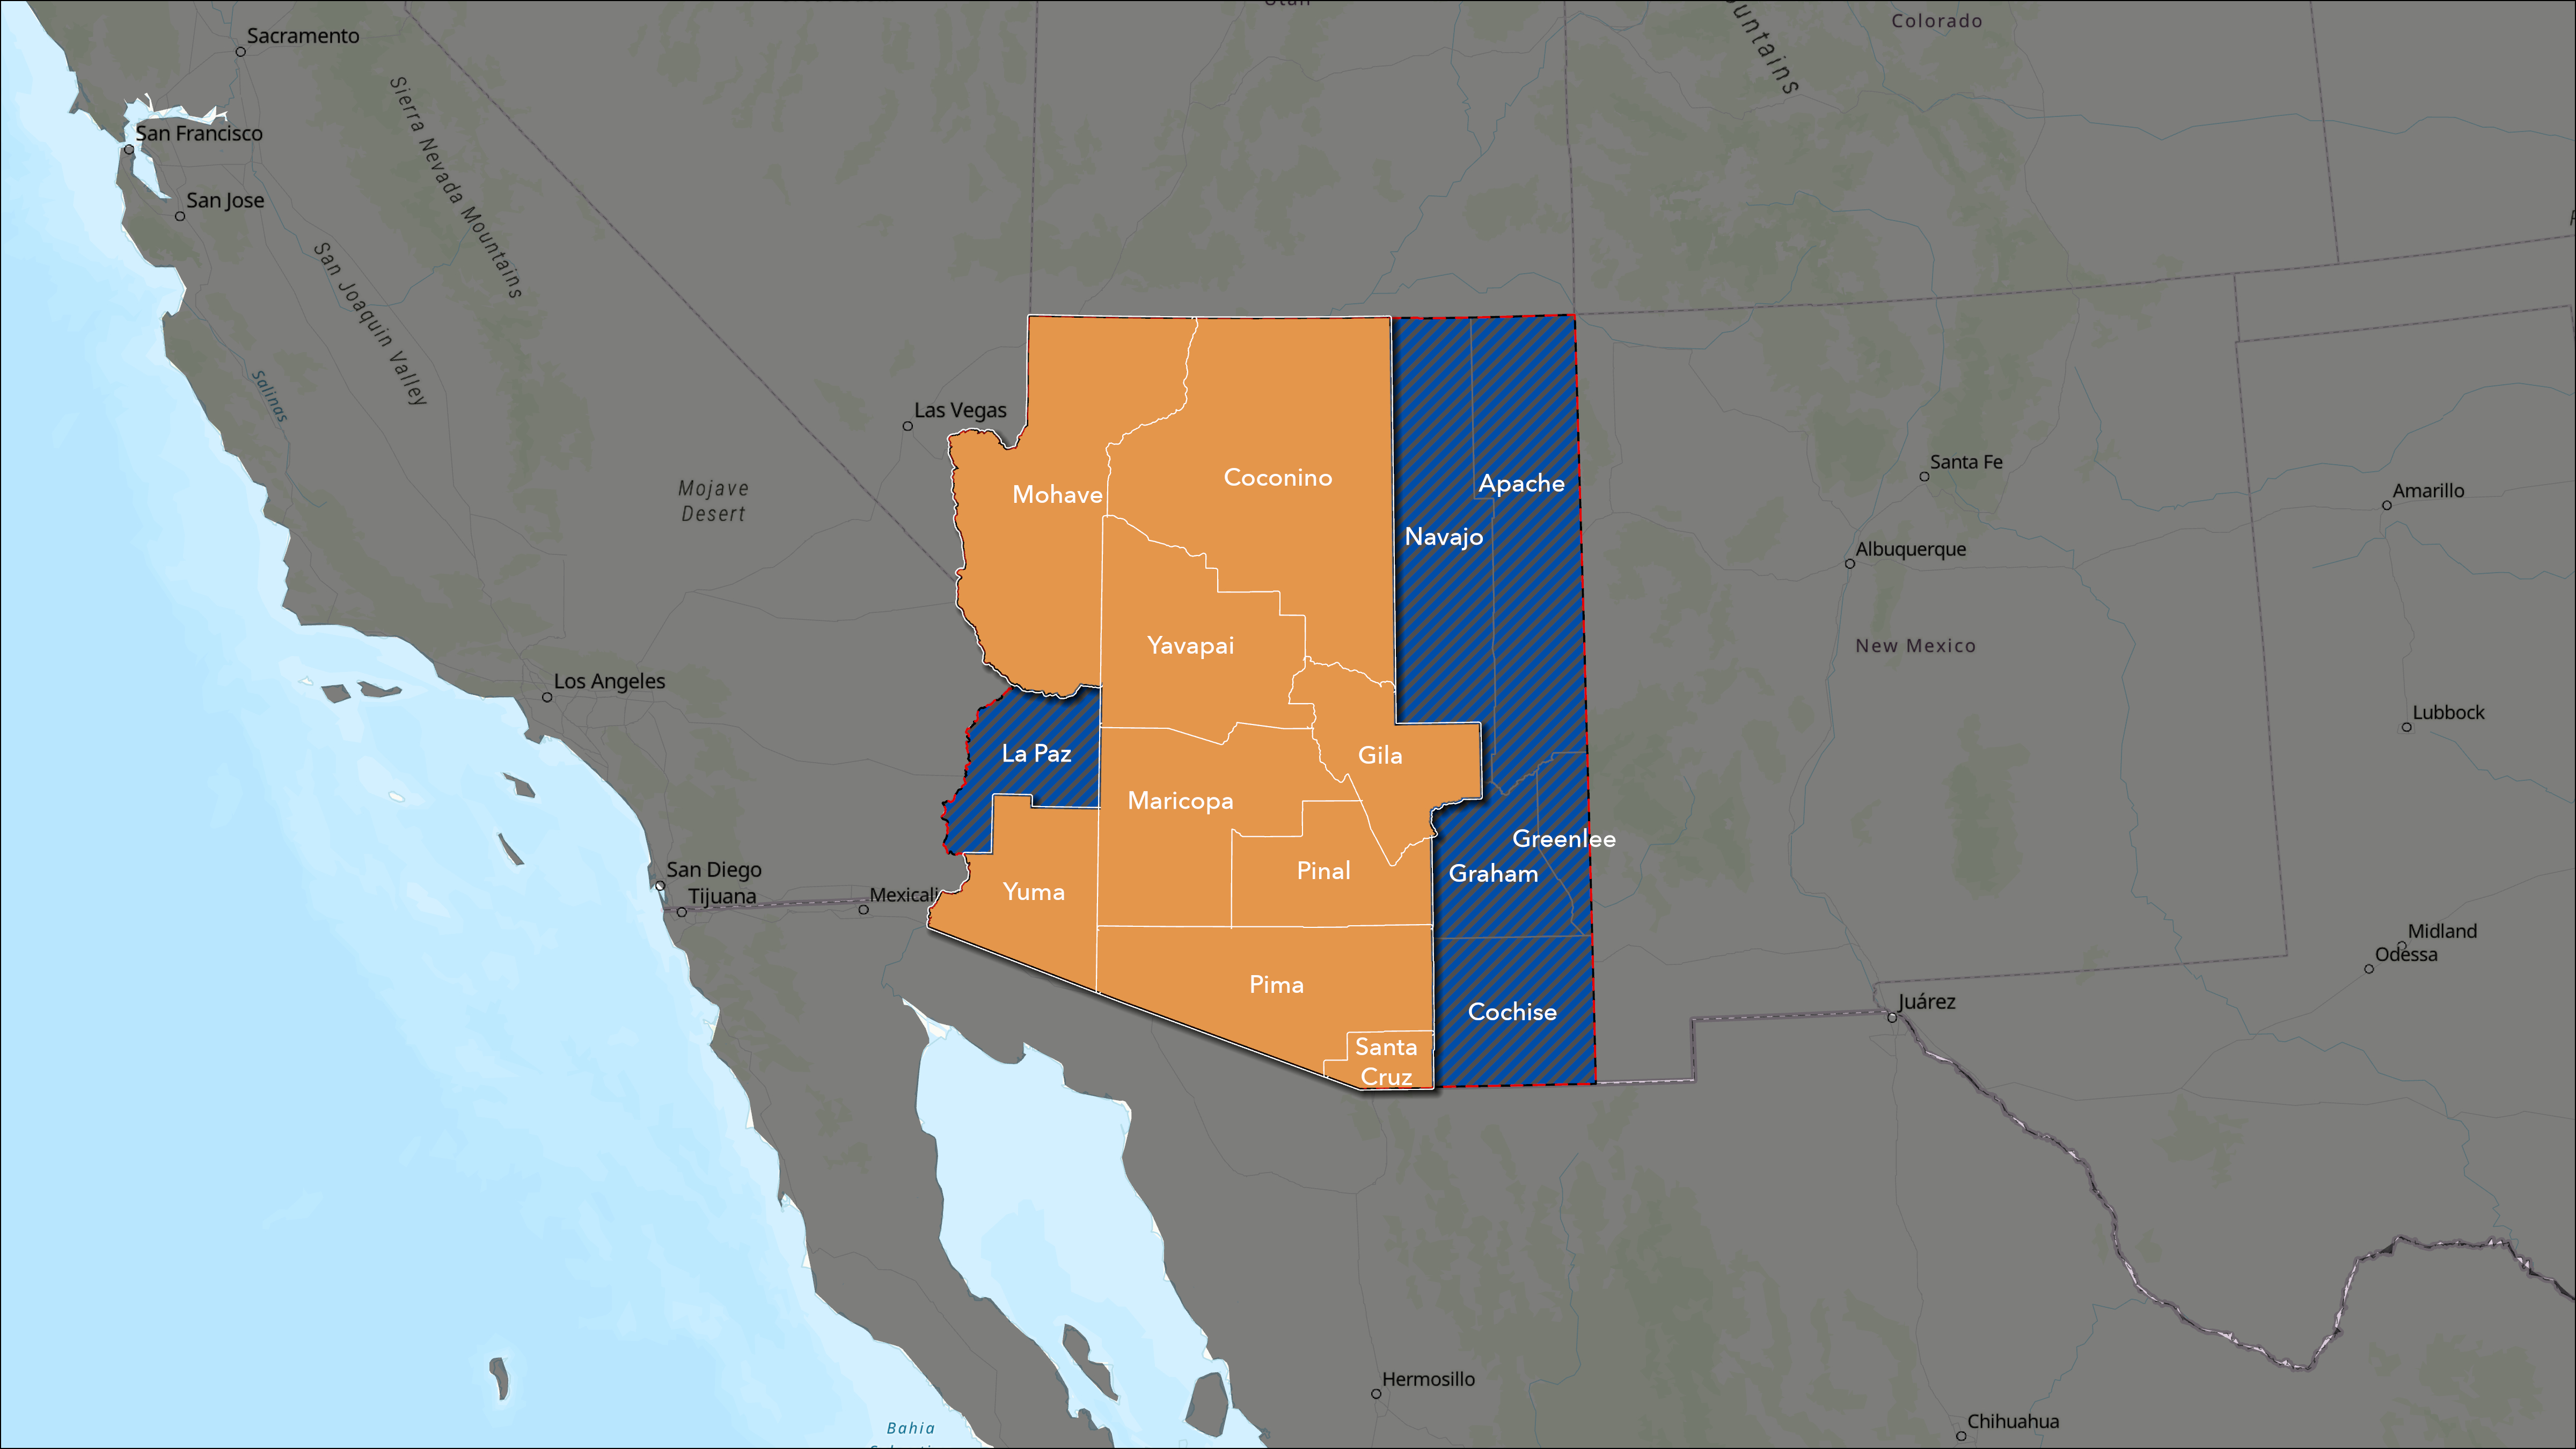 Utah
Colorado
Sacramento
Sierra Nevada Mountains
San Francisco
San Jose
San Joaquin Valley
Salinas
Las Vegas
Mojave
Desert
Mohave
Coconino
Apache
Navajo
Santa Fe
Amarillo
Albuquerque
Yavapai
New Mexico
Los Angeles
La Paz
Gila
Lubbock
Maricopa
Greenlee
San Diego
Tijuana
Mexicali
Yuma
Pinal
Graham
Midland
Odessa
Pima
Cochise
Juárez
Santa
Cruz
Hermosillo
Chihuahua
Bahia